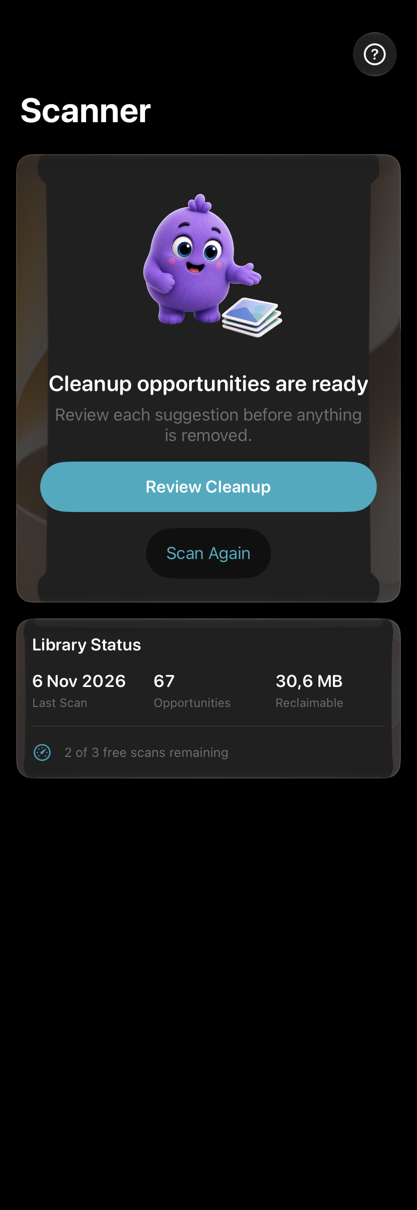 Scanner
Cleanup opportunities are ready
Review each suggestion before anything
is removed.
Review Cleanup
Scan Again
Library Status
6 Nov 2026
67
30,6 MB
Last Scan
Opportunities
Reclaimable
2 of 3 free scans remaining